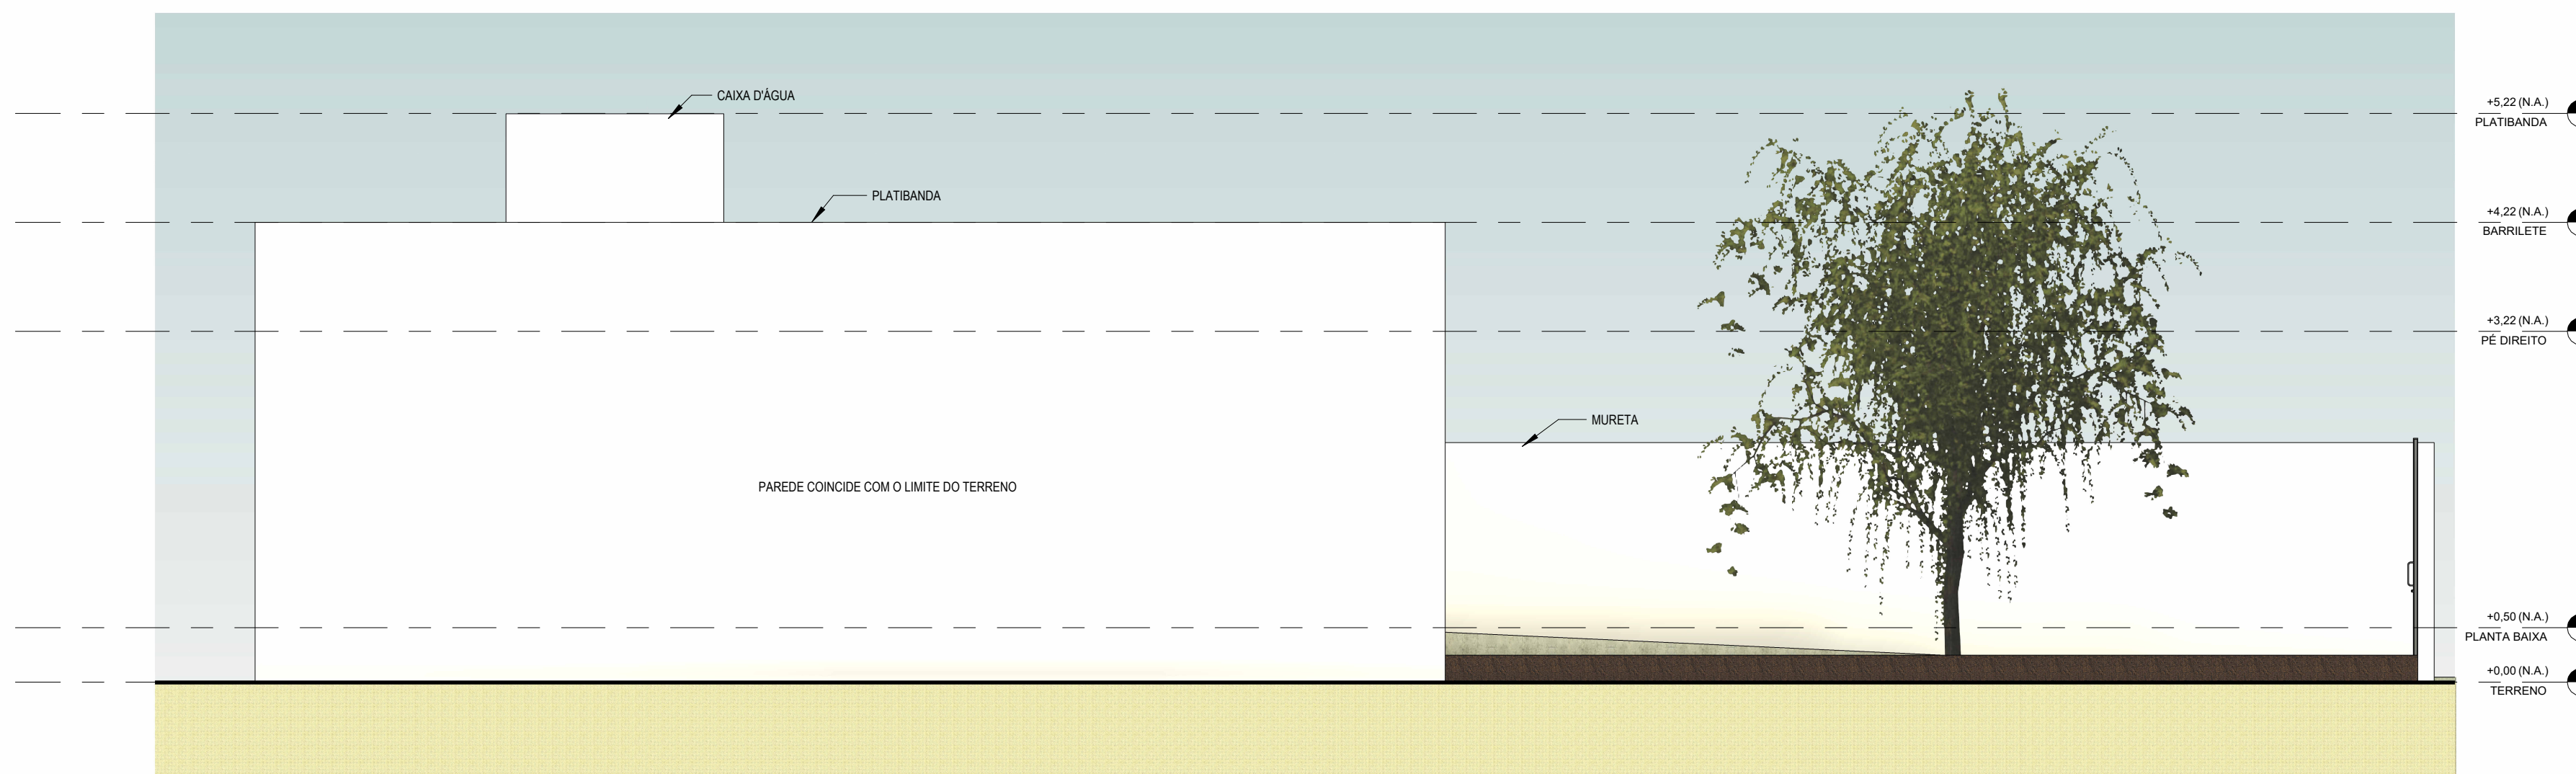 CAIXA D'ÁGUA
+5,22 (N.A.)
PLATIBANDA
PLATIBANDA
+4,22 (N.A.)
BARRILETE
+3,22 (N.A.)
PÉ DIREITO
MURETA
PAREDE COINCIDE COM O LIMITE DO TERRENO
+0,50 (N.A.)
PLANTA BAIXA
+0,00 (N.A.)
TERRENO